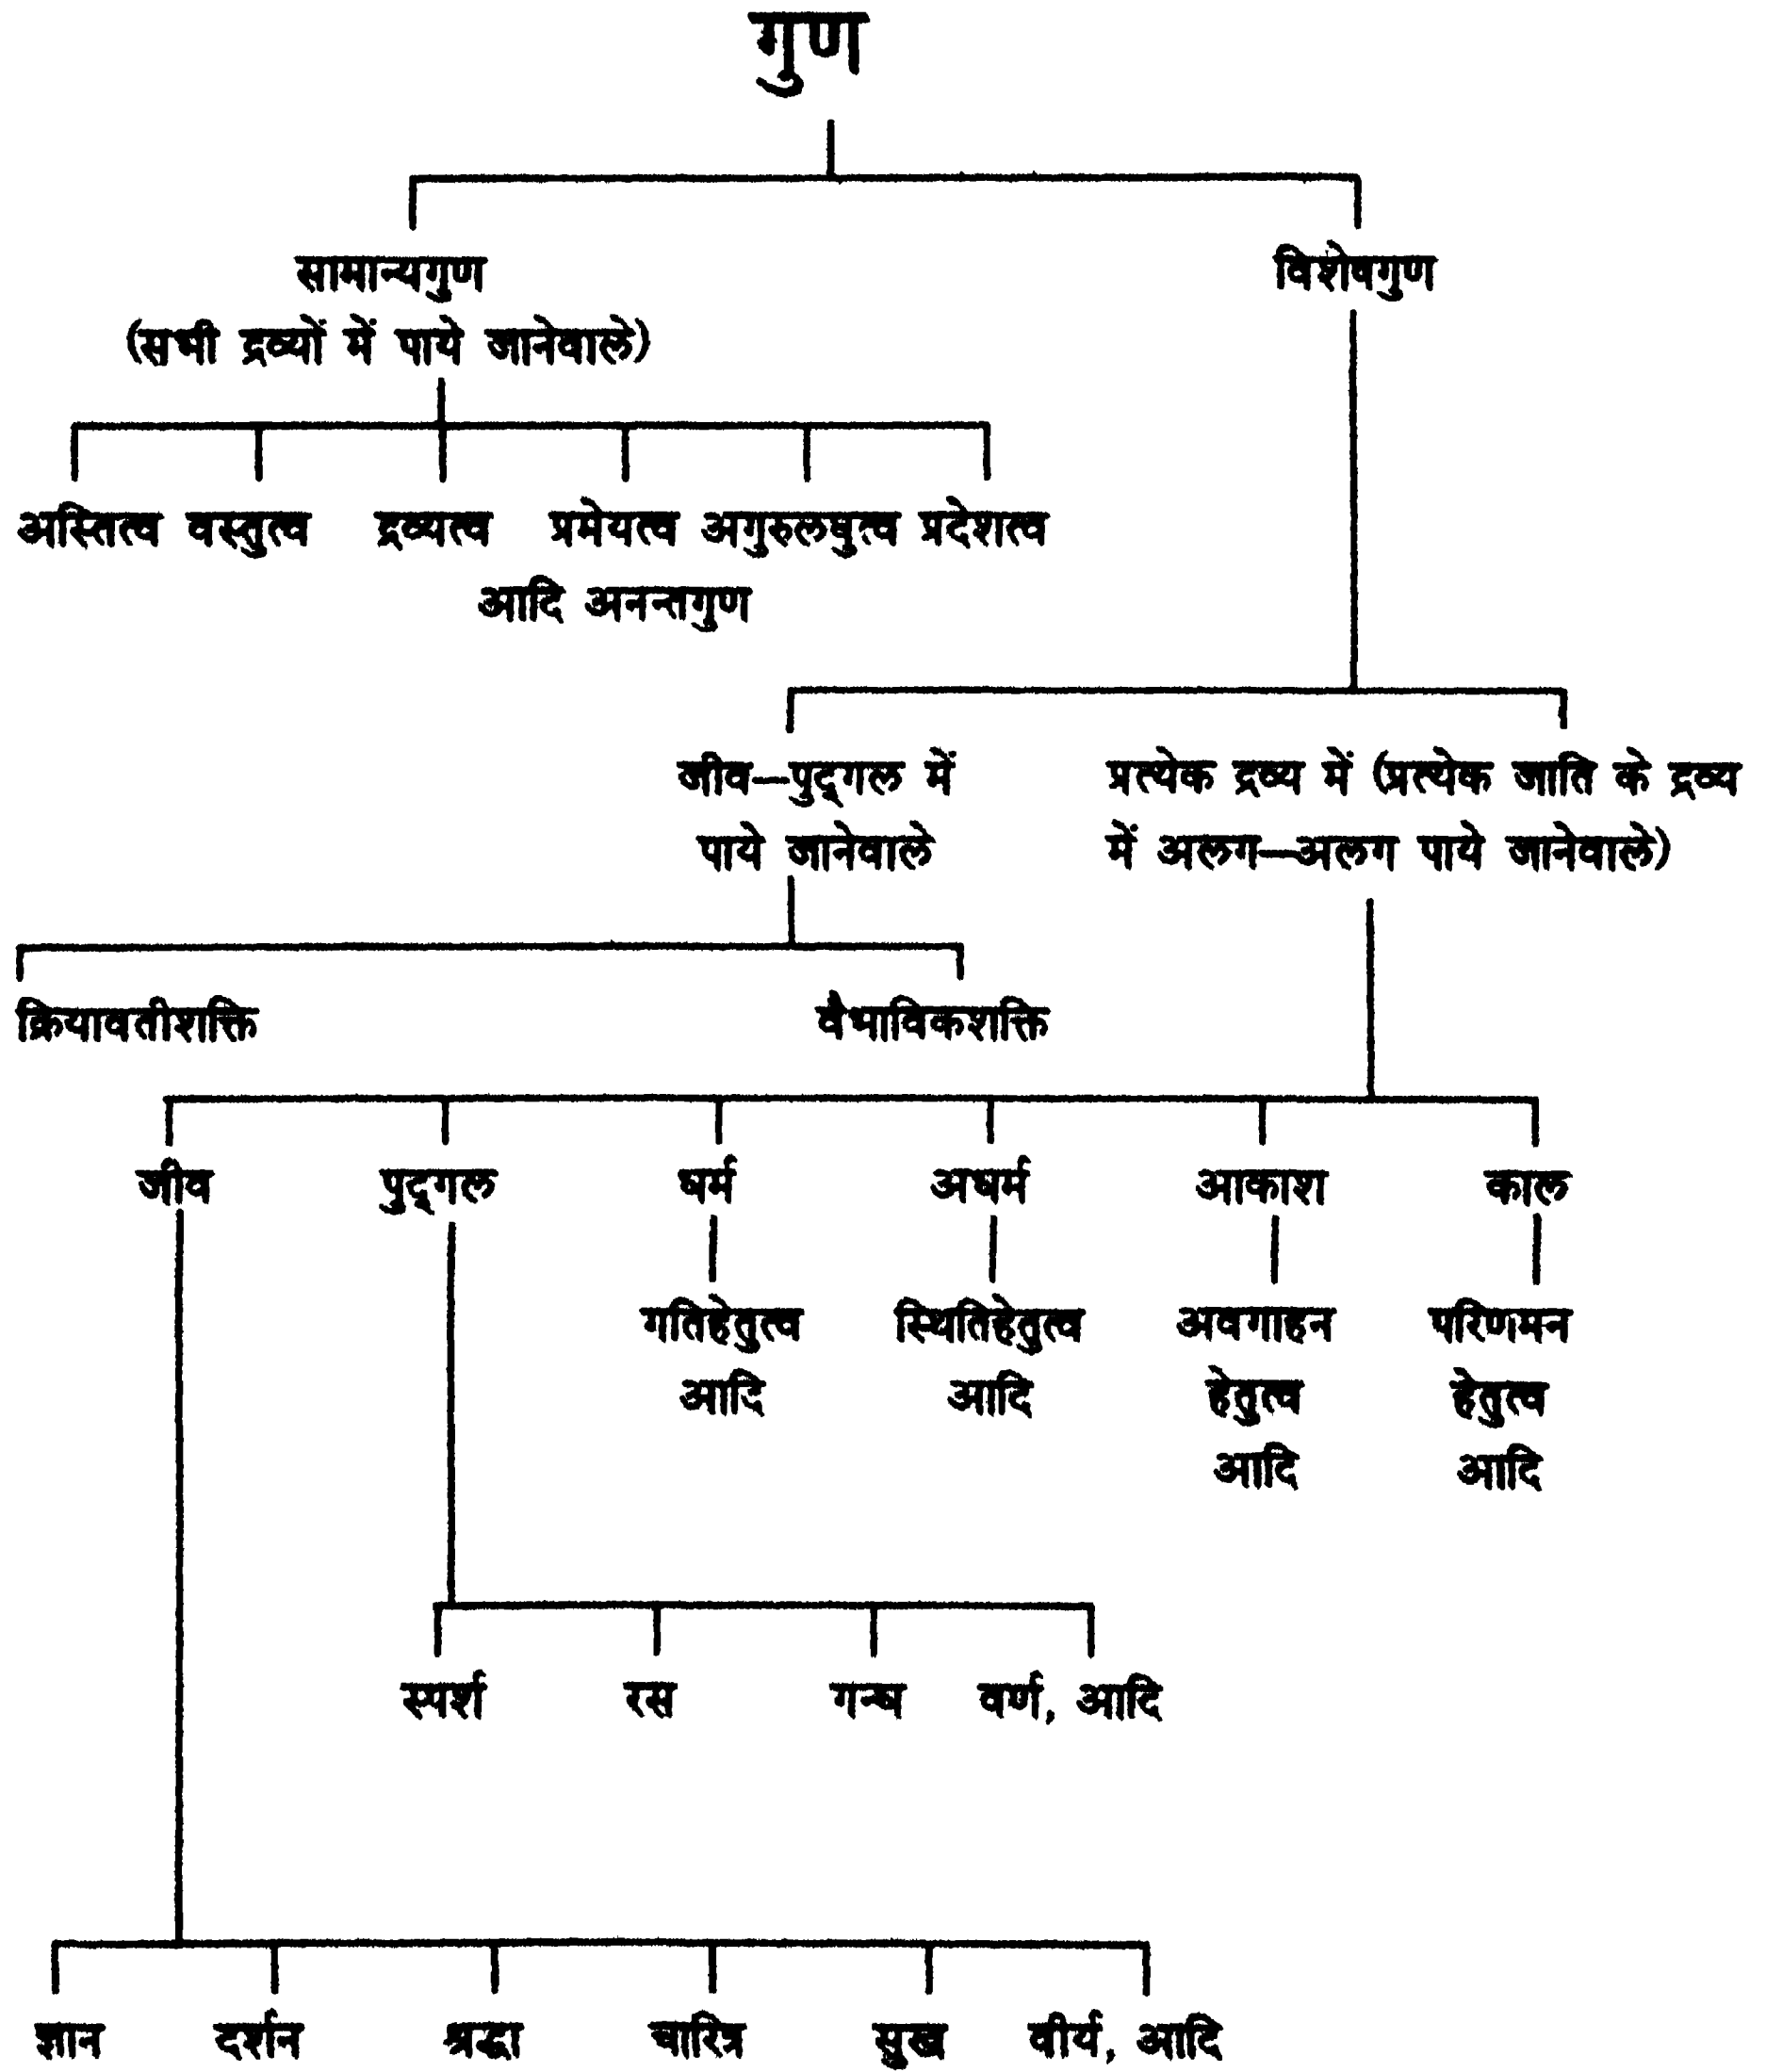 गुण
सामान्यगुण विशेषगुण
(सभी द्रव्यों में पाये जानेवाले)
अस्तित्व वस्तुत्व द्रव्यत्व प्रमेयत्व अगुरुलघुत्व प्रदेशत्व
आदि अनन्तगुण
जीव—पुद्गल में प्रत्येक द्रव्य में (प्रत्येक जाति के द्रव्य
पाये जानेवाले में अलग—अलग पाये जानेवाले)
क्रियावतीशक्ति वैभाविकशक्ति
जीव पुद्गल धर्म अधर्म आकाश काल
गतिहेतुत्व स्थितिहेतुत्व अवगाहन परिणमन
आदि आदि हेतुत्व हेतुत्व
आदि आदि
स्पर्श रस गन्ध वर्ण, आदि
ज्ञान दर्शन श्रद्धा चारित्र सुख वीर्य, आदि